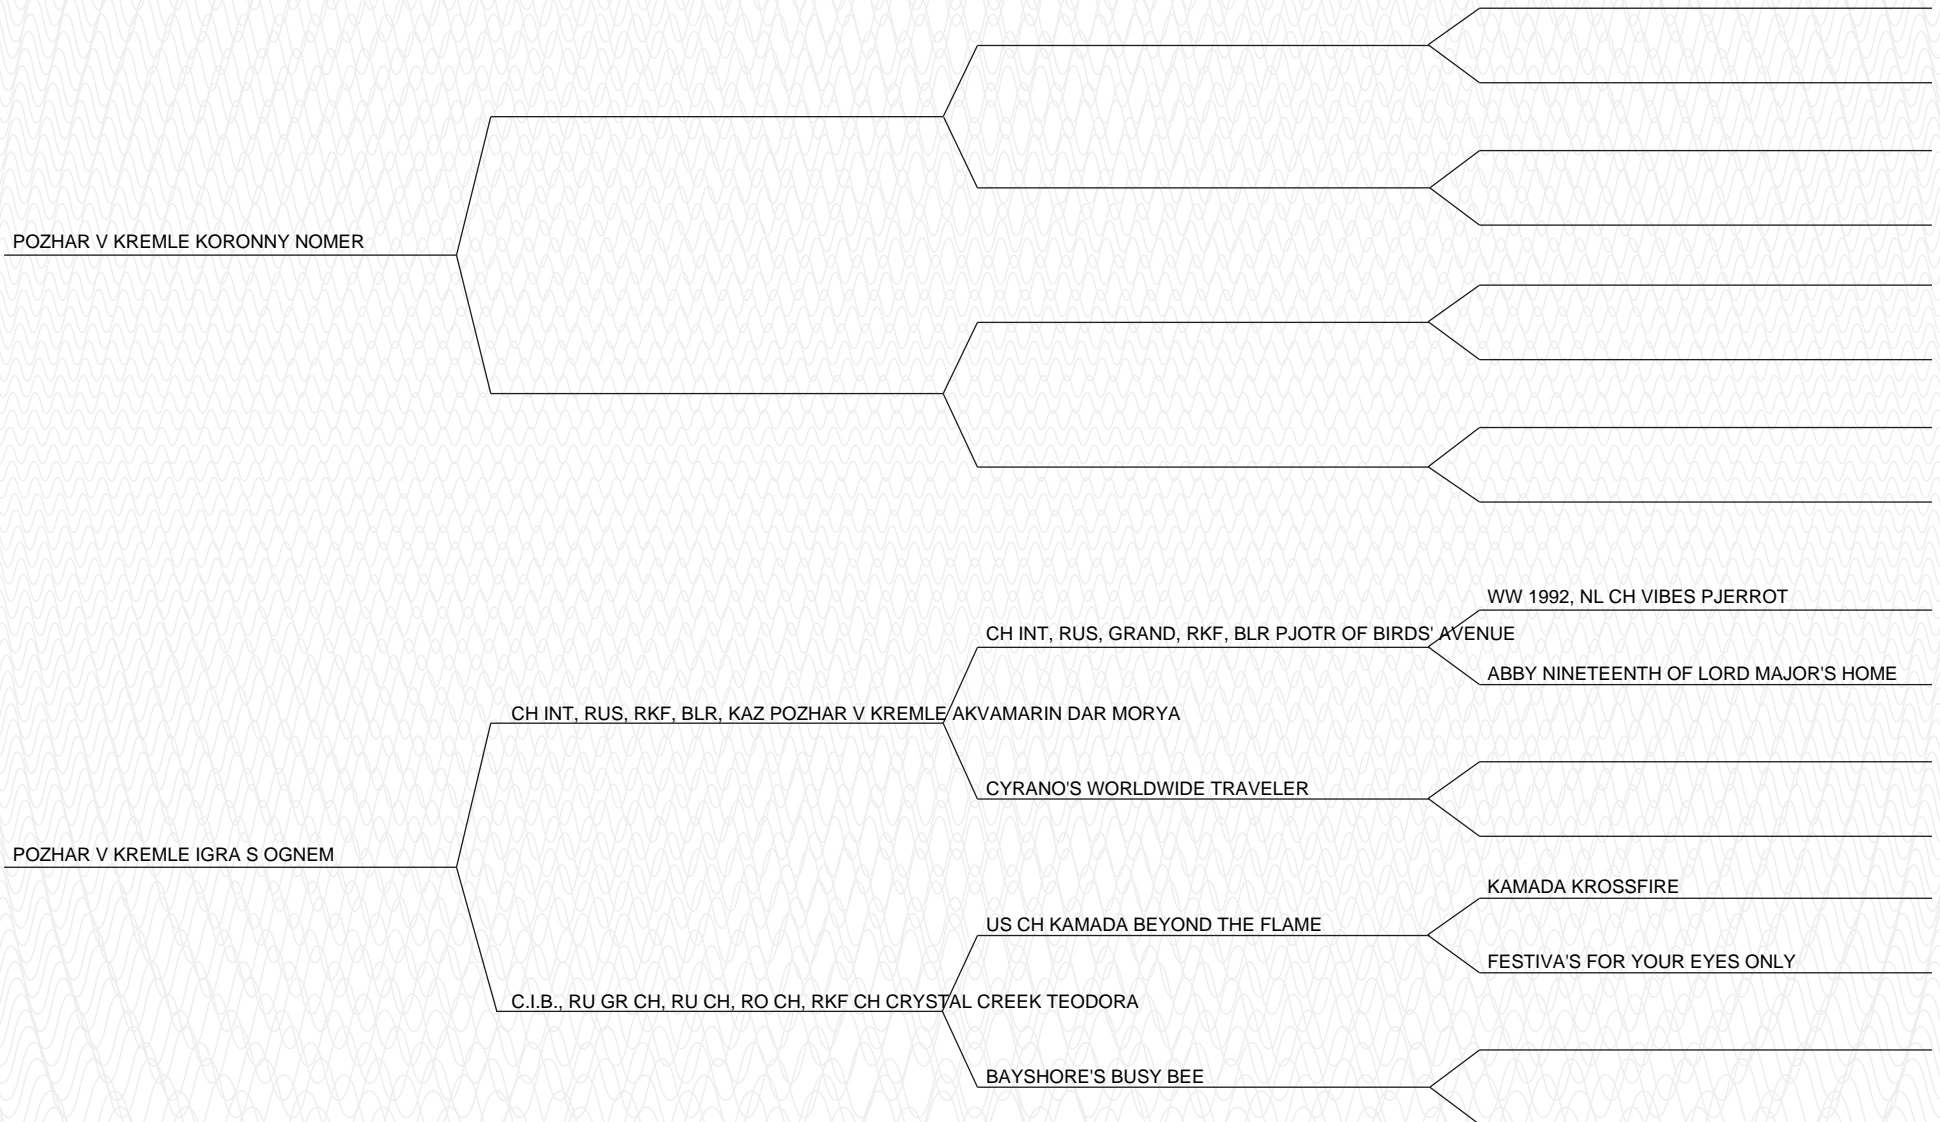 POZHAR V KREMLE KORONNY NOMER
WW 1992, NL CH VIBES PJERROT
CH INT, RUS, GRAND, RKF, BLR PJOTR OF BIRDS' AVENUE
ABBY NINETEENTH OF LORD MAJOR'S HOME
CH INT, RUS, RKF, BLR, KAZ POZHAR V KREMLE AKVAMARIN DAR MORYA
CYRANO'S WORLDWIDE TRAVELER
POZHAR V KREMLE IGRA S OGNEM
KAMADA KROSSFIRE
US CH KAMADA BEYOND THE FLAME
FESTIVA'S FOR YOUR EYES ONLY
C.I.B., RU GR CH, RU CH, RO CH, RKF CH CRYSTAL CREEK TEODORA
BAYSHORE'S BUSY BEE